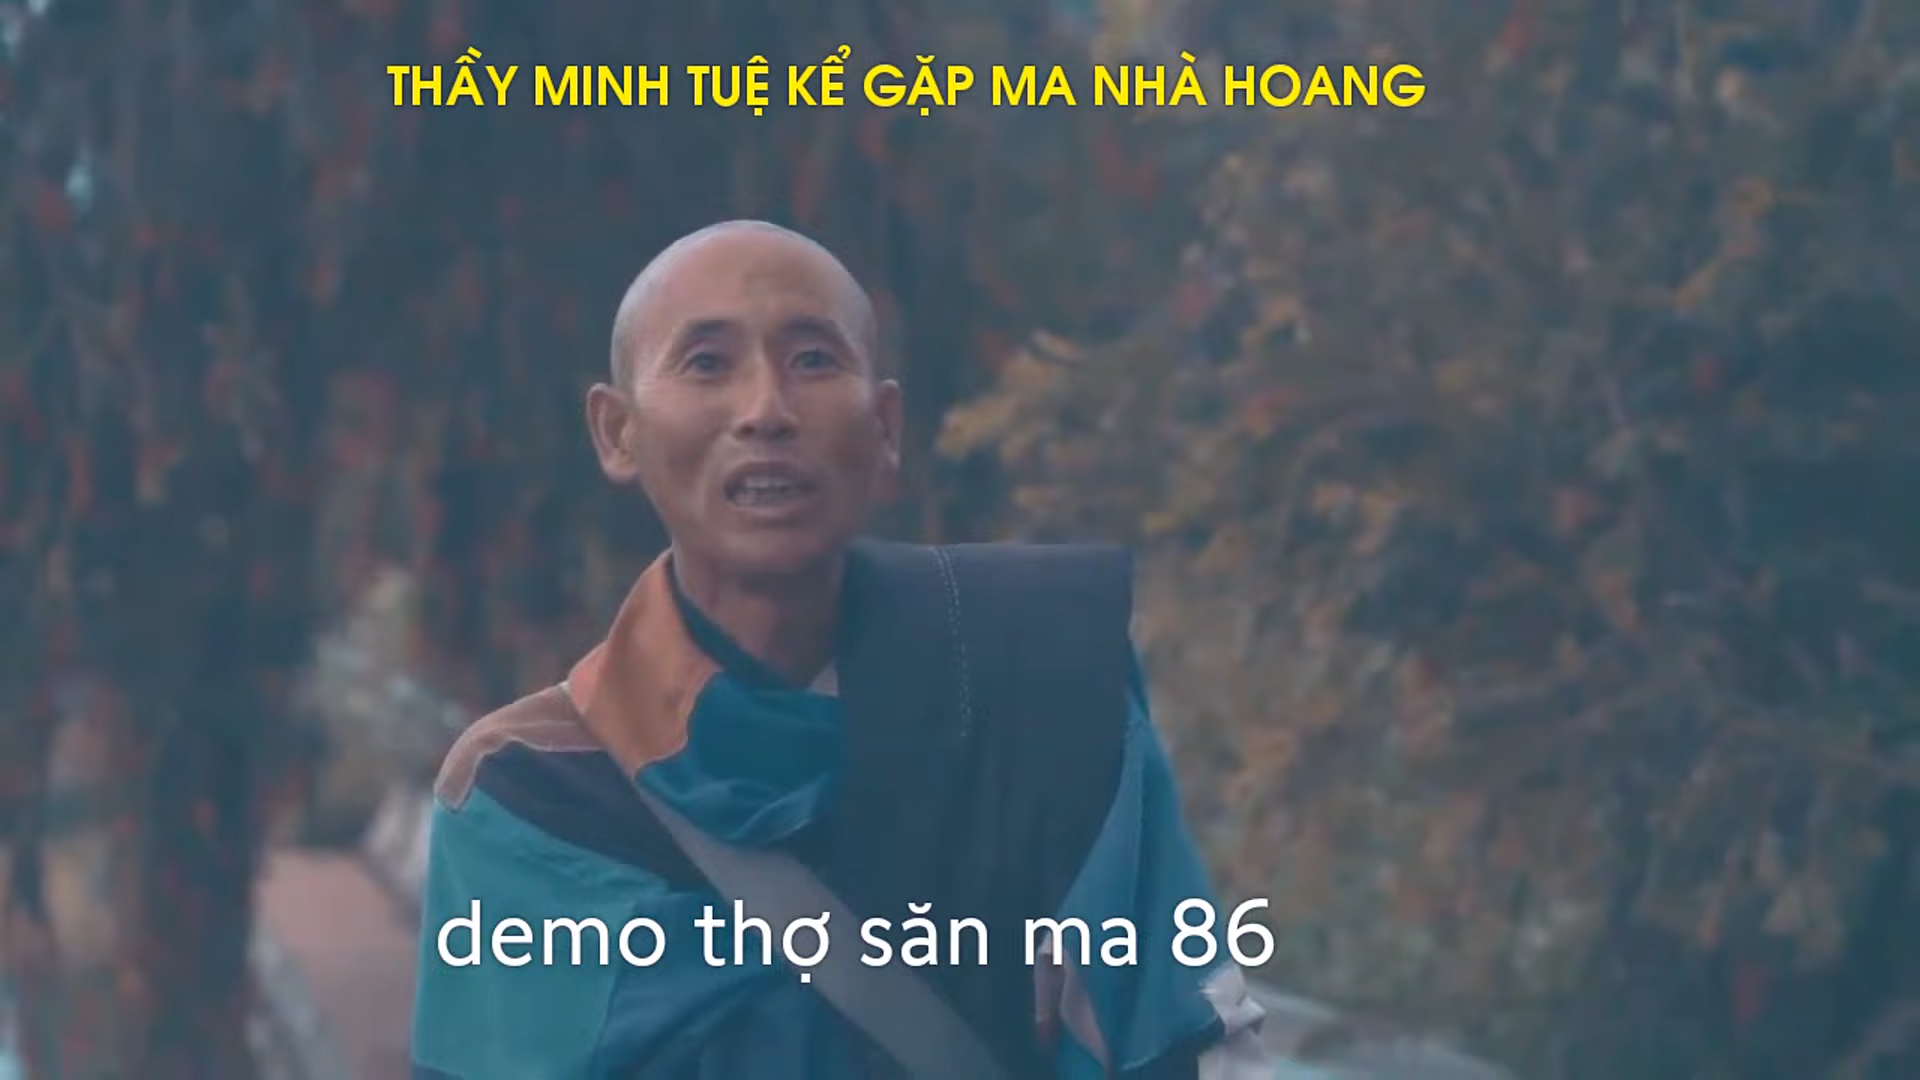 THẦY MINH TUỆ KỂ GẶP MA NHÀ HOANG
demo thợ săn ma 86